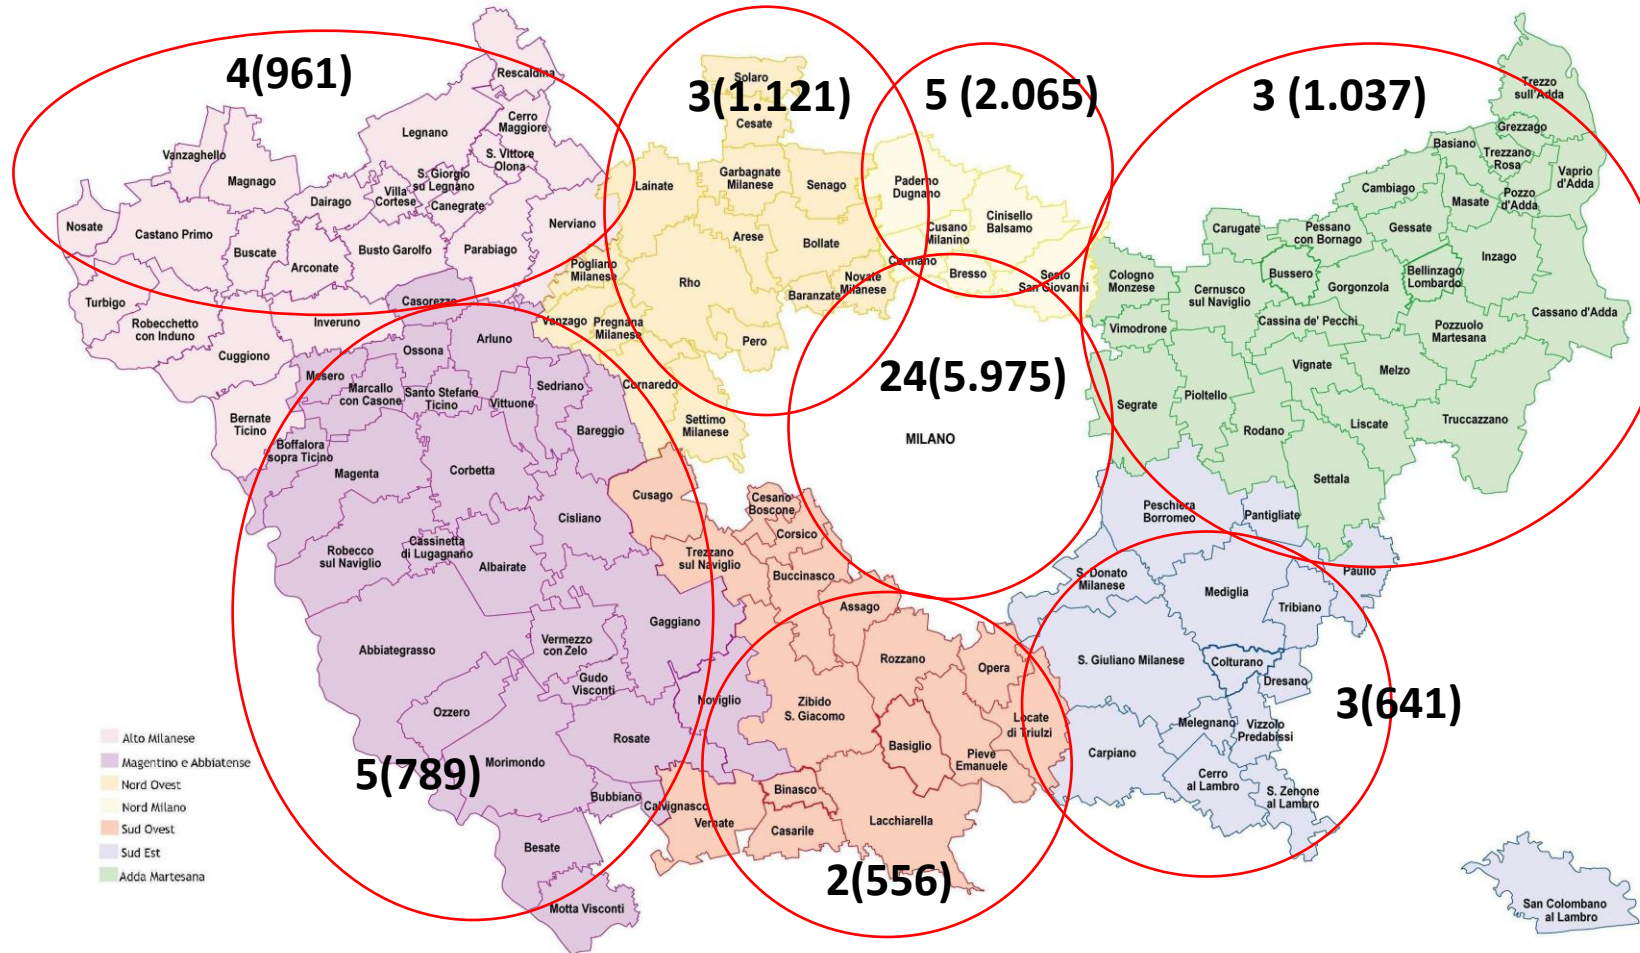 4(961)
3(1.121)
5 (2.065)
3 (1.037)
24(5.975)
5(789)
2(556)
3(641)
Rescaldina
Legnano
Cerro
Maggiore
S. Vittore
Olona
Vanzaghello
Magnago
S. Giorgio
su Legnano
Villa
Cortese
Canegrate
Dairago
Nosate
Castano Primo
Buscate
Arconate
Busto Garolfo
Parabiago
Nerviano
Turbigo
Robecchetto
con Induno
Cuggiono
Inveruno
Bernate
Ticino
Casorezzo
Arluno
Ossona
Mesero
Marcallo
con Casone
Santo Stefano
Ticino
Vittuone
Sedriano
Bareggio
Boffalora
sopra Ticino
Magenta
Corbetta
Cisliano
Robecco
sul Naviglio
Cassinetta
di Lugagnano
Albairate
Abbiategrasso
Vermezzo
con Zelo
Gaggiano
Gudo
Visconti
Noviglio
Ozzero
Rosate
Morimondo
Bubbiano
Calvignasco
Besate
Motta Visconti
Solaro
Cesate
Lainate
Garbagnate
Milanese
Senago
Arese
Bollate
Pogliano
Milanese
Rho
Baranzate
Novate
Milanese
Vanzago
Pregnana
Milanese
Pero
Cornaredo
Settimo
Milanese
Paderno
Dugnano
Cusano
Milanino
Cinisello
Balsamo
Cormano
Bresso
Sesto
San Giovanni
MILANO
Cusago
Cesano
Boscone
Corsico
Trezzano
sul Naviglio
Buccinasco
Assago
Rozzano
Opera
Zibido
S. Giacomo
Locate
di Triulzi
Basiglio
Pieve
Emanuele
Binasco
Vernate
Casarile
Lacchiarella
Trezzo
sull'Adda
Grezzago
Basiano
Trezzano
Rosa
Vaprio
d'Adda
Cambiago
Masate
Pozzo
d'Adda
Carugate
Pessano
con Bornago
Gessate
Inzago
Cologno
Monzese
Bussero
Bellinzago
Lombardo
Cernusco
sul Naviglio
Gorgonzola
Vimodrone
Cassina de' Pecchi
Pozzuolo
Martesana
Cassano d'Adda
Vignate
Melzo
Segrate
Pioltello
Rodano
Liscate
Truccazzano
Settala
Peschiera
Borromeo
Pantigliate
S. Donato
Milanese
Mediglia
Paullo
Tribiano
S. Giuliano Milanese
Colturano
Dresano
Melegnano
Vizzolo
Predabissi
Carpiano
Cerro
al Lambro
S. Zenone
al Lambro
San Colombano
al Lambro
Alto Milanese
Magentino e Abbiatense
Nord Ovest
Nord Milano
Sud Ovest
Sud Est
Adda Martesana